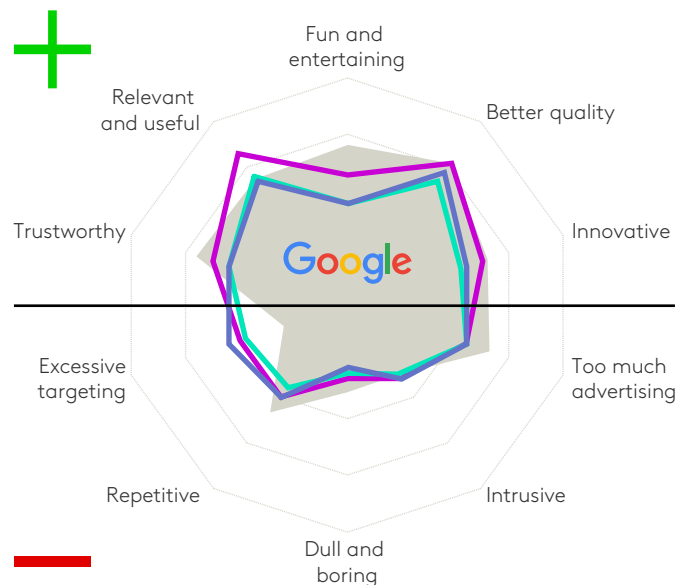 Fun and
entertaining
Relevant
and useful
Better quality
Trustworthy
Innovative
Google
Excessive
targeting
Too much
advertising
Repetitive
Intrusive
Dull and
boring